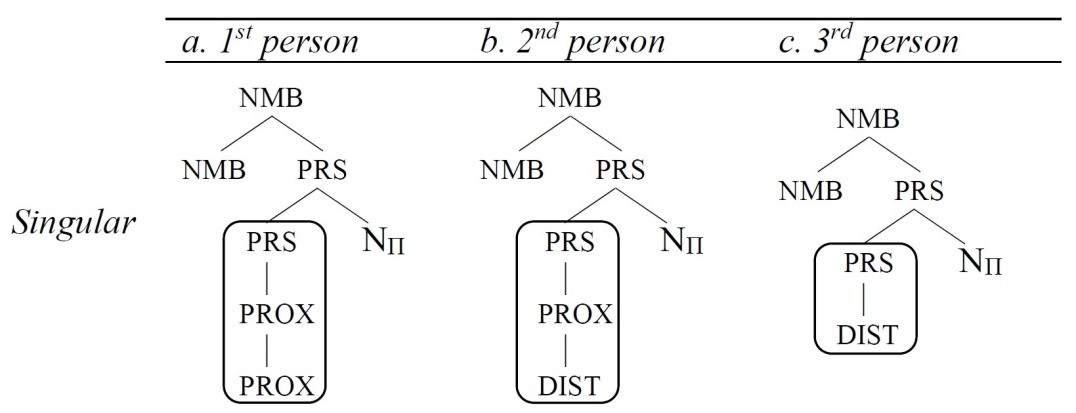 a. 1st person b. 2nd person c. 3rd person
NMB NMB NMB
NMB PRS NMB PRS NMB PRS
Singular
PRS NΠ PRS NΠ PRS NΠ
PROX PROX DIST
PROX DIST